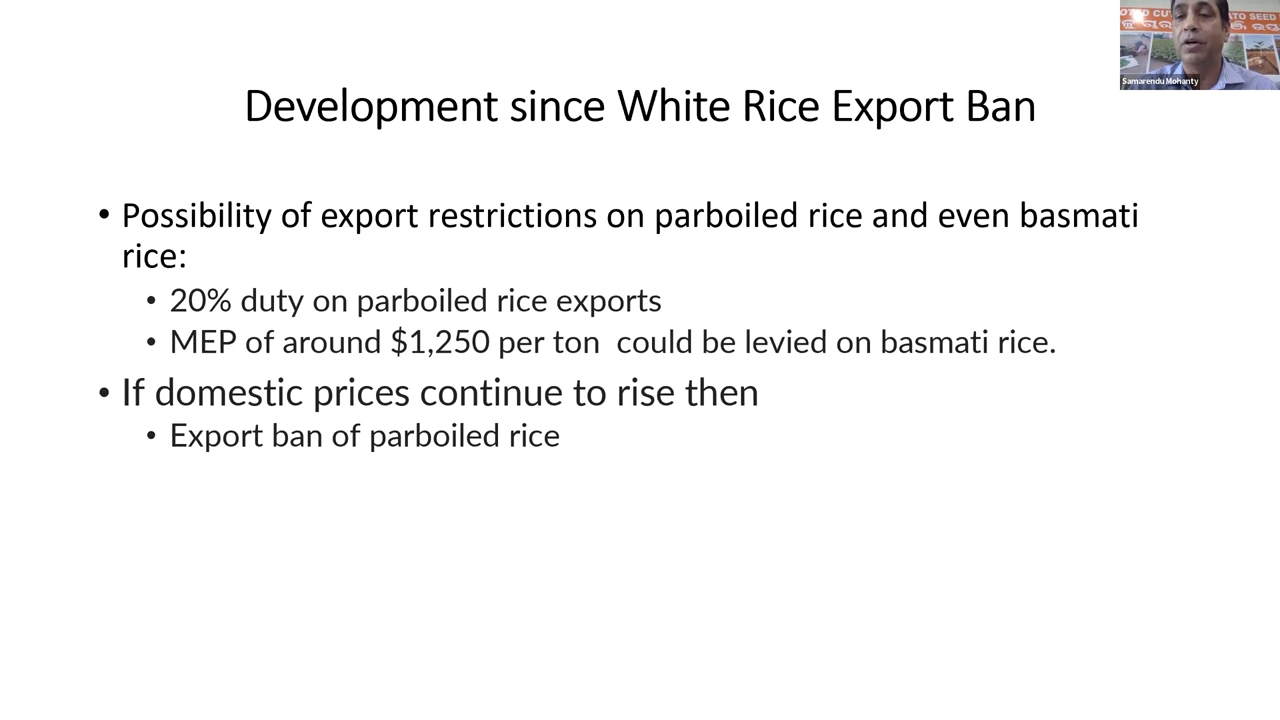 Development since White Rice Export Ban
• Possibility of export restrictions on parboiled rice and even basmati
rice:
• 20% duty on parboiled rice exports
• MEP of around $1,250 per ton could be levied on basmati rice.
• If domestic prices continue to rise then
• Export ban of parboiled rice
Samarendu Mohanty